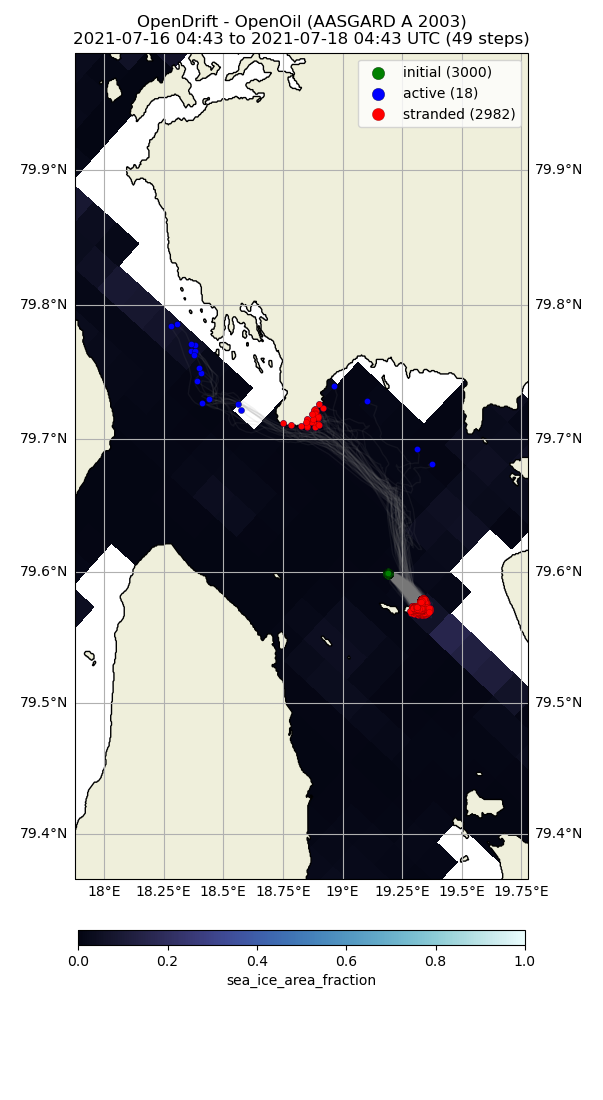 OpenDrift - OpenOil (AASGARD A 2003)
2021-07-16 04:43 to 2021-07-18 04:43 UTC (49 steps)
initial (3000)
active (18)
stranded (2982)
79.9°N 79.9°N
79.8°N 79.8°N
79.7°N 79.7°N
79.6°N 79.6°N
79.5°N 79.5°N
79.4°N 79.4°N
18°E 18.25°E 18.5°E 18.75°E 19°E 19.25°E 19.5°E 19.75°E
0.0 0.2 0.4 0.6 0.8 1.0
sea_ice_area_fraction